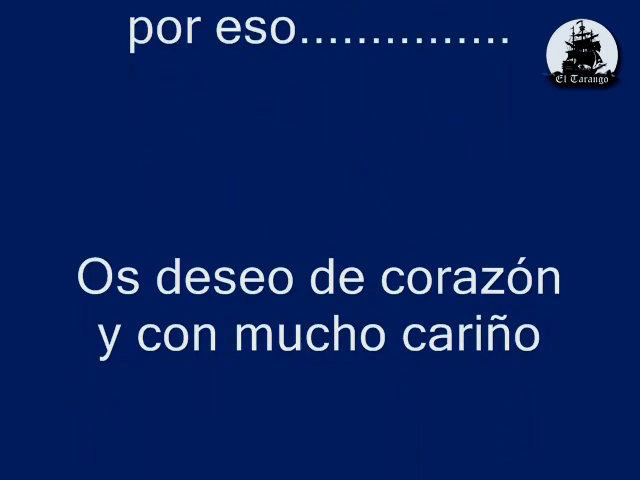 por eso...............
El Tarango
Os deseo de corazón
y con mucho cariño